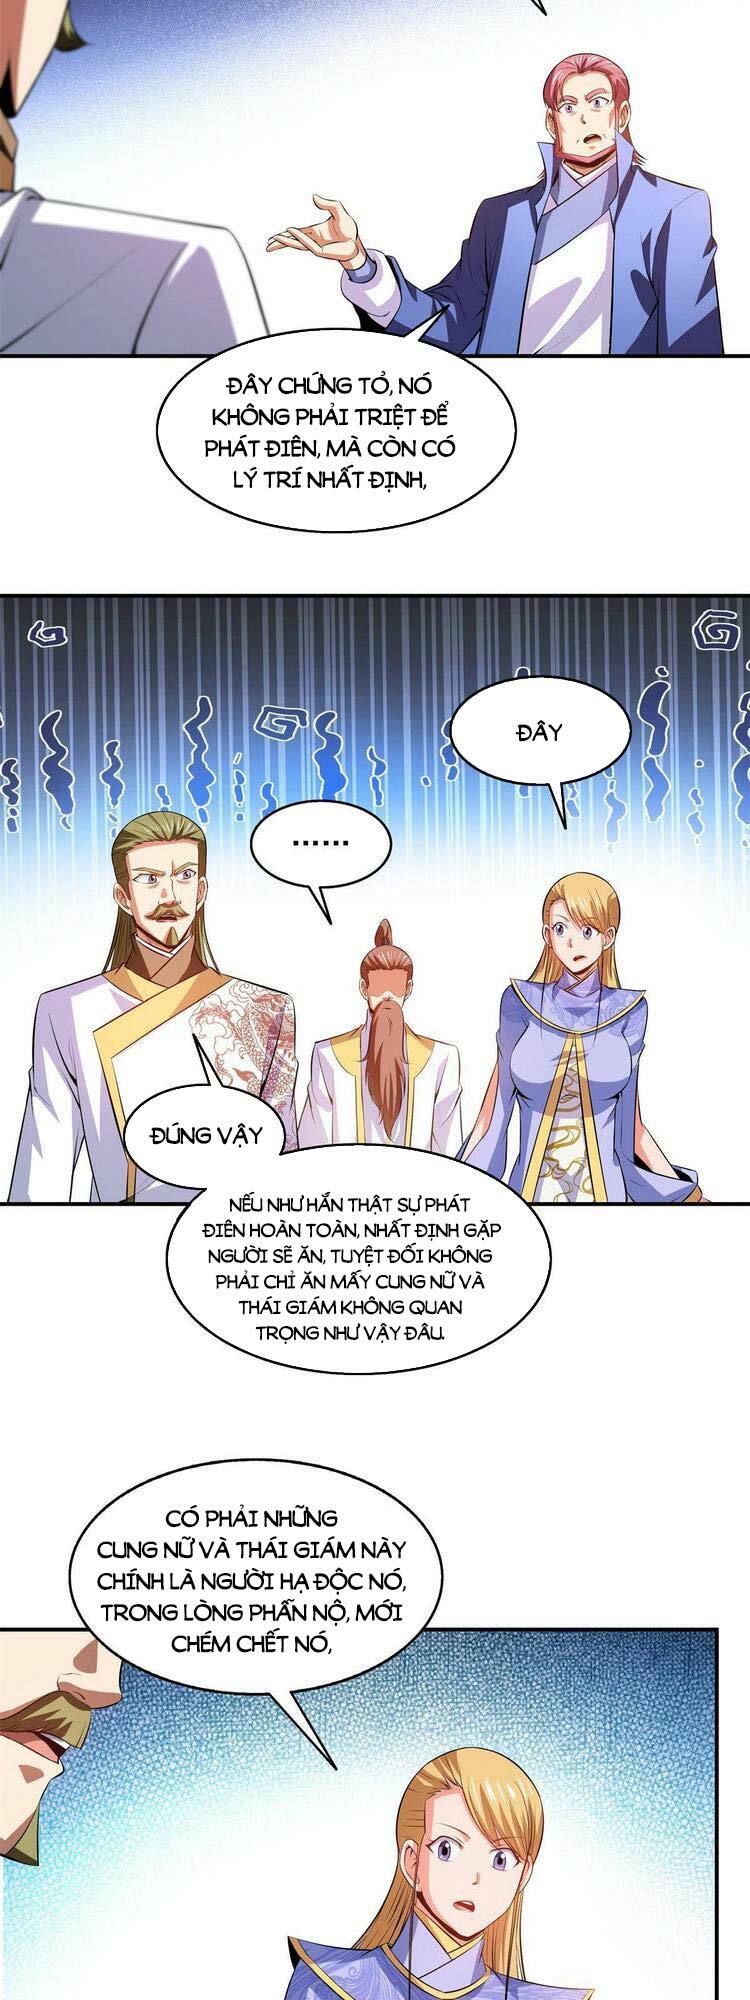 ĐÂY CHỨNG TỎ, NÓ
KHÔNG PHẢI TRIỆT ĐỂ
PHÁT ĐIÊN, MÀ CÒN CÓ
LÝ TRÍ NHẤT ĐỊNH,
ĐÂY
......
ĐÚNG VẬY
NẾU NHƯ HẮN THẬT SỰ PHÁT
ĐIÊN HOÀN TOÀN, NHẤT ĐỊNH GẶP
NGƯỜI SẼ ĂN, TUYỆT ĐỐI KHÔNG
PHẢI CHỈ ĂN MẤY CUNG NỮ VÀ
THÁI GIÁM KHÔNG QUAN
TRỌNG NHƯ VẬY ĐÂU.
CÓ PHẢI NHỮNG
CUNG NỮ VÀ THÁI GIÁM NÀY
CHÍNH LÀ NGƯỜI HẠ ĐỘC NÓ,
TRONG LÒNG PHẪN NỘ, MỚI
CHÉM CHẾT NÓ,